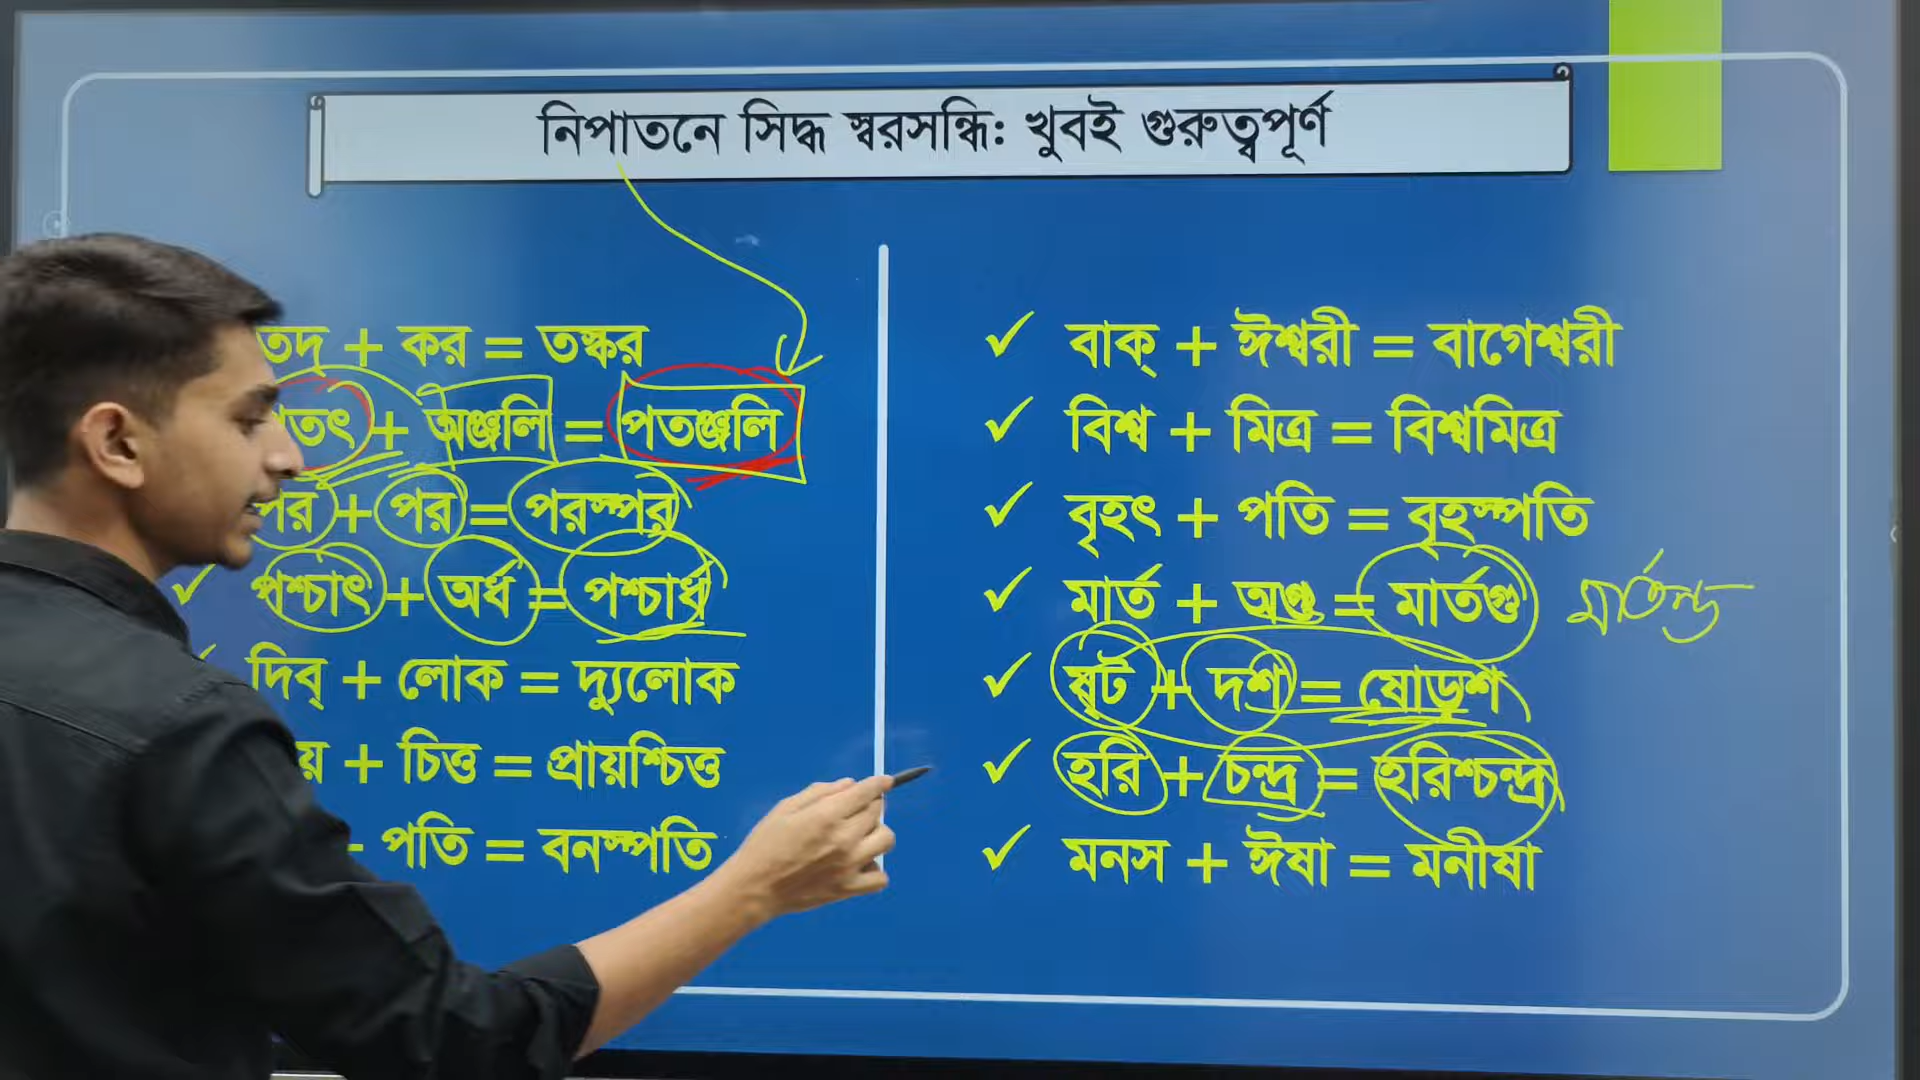 নিপাতনে সিদ্ধ স্বরসন্ধি: খুবই গুরুত্বপূর্ণ
তদ্ + কর = তস্কর
+ অঞ্জলি = পতঞ্জলি
পর + পর = পরস্পর
পশ্চাৎ + অর্ধ = পশ্চার্ধ
দিব্ + লোক = দ্যুলোক
+ চিত্ত = প্রায়শ্চিত্ত
পতি = বনস্পতি
বাক্ + ঈশ্বরী = বাগেশ্বরী
বিশ্ব + মিত্র = বিশ্বমিত্র
বৃহৎ + পতি = বৃহস্পতি
মার্ত + অণ্ড = মার্তণ্ড মার্তন্ড
ষট + দশ = ষোড়শ
হরি + চন্দ্র = হরিশ্চন্দ্র
মনস + ঈষা = মনীষা